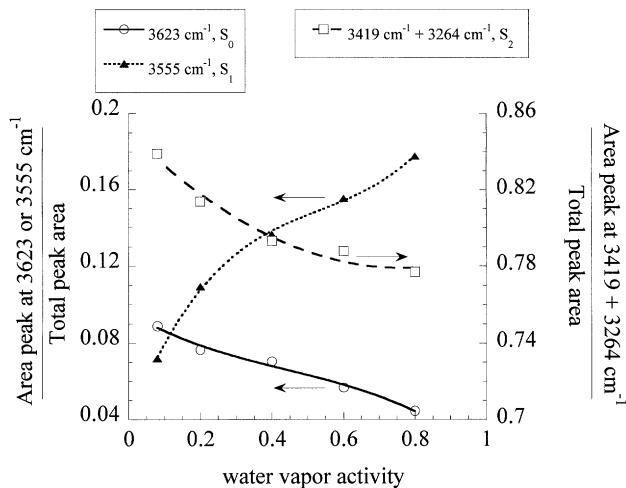 3623 cm⁻¹, S₀
3555 cm⁻¹, S₁
3419 cm⁻¹ + 3264 cm⁻¹, S₂
Area peak at 3623 or 3555 cm⁻¹
Total peak area
0.2
0.16
0.12
0.08
0.04
0.86
0.82
0.78
0.74
0.7
Total peak area
Area peak at 3419 + 3264 cm⁻¹
0
0.2
0.4
0.6
0.8
1
water vapor activity